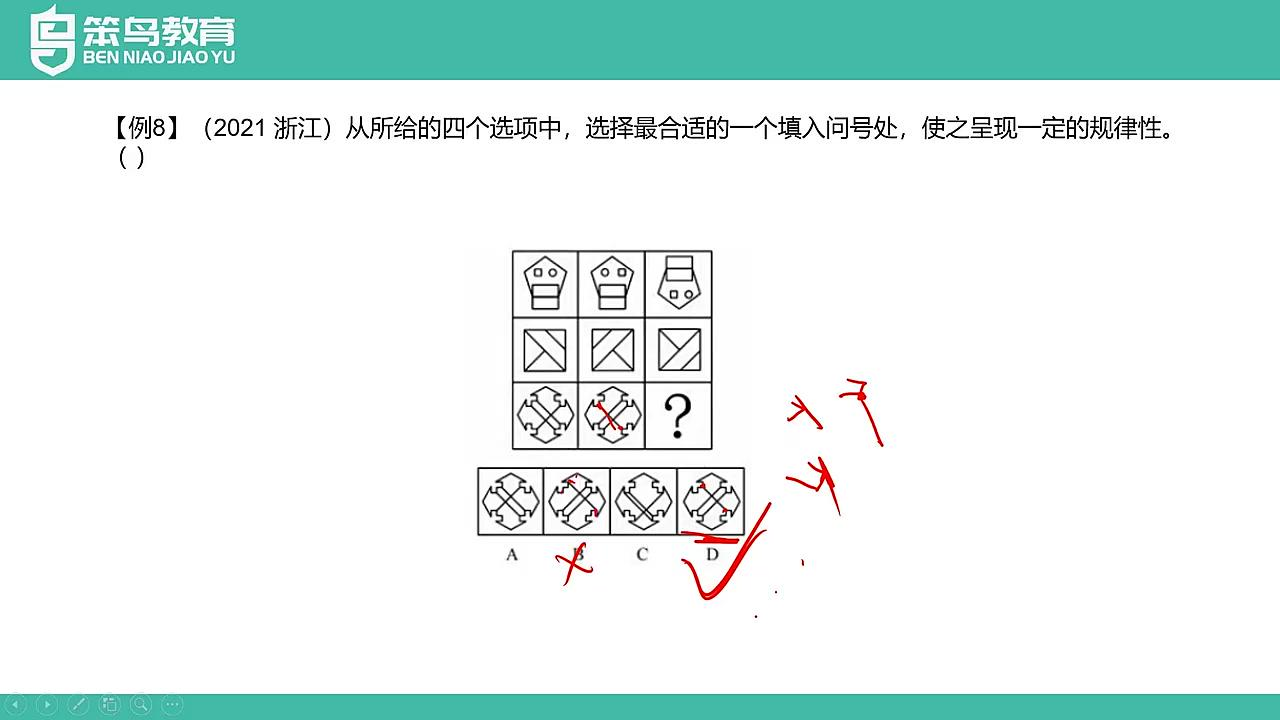 笨鸟教育
BEN NIAO JIAO YU
【例8】（2021 浙江）从所给的四个选项中，选择最合适的一个填入问号处，使之呈现一定的规律性。
（ ）
?
A B C D